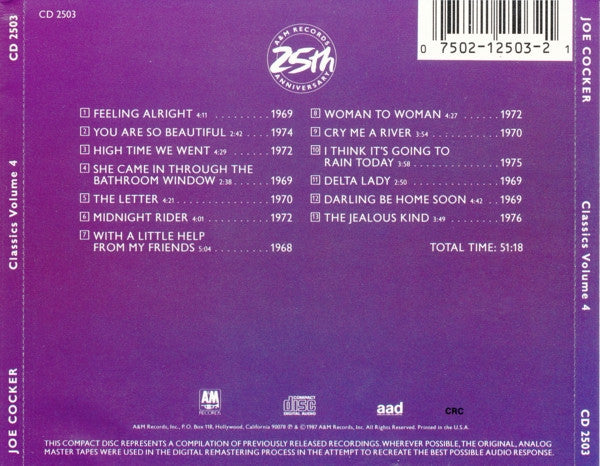 CD 2503
A&M RECORDS
25th
ANNIVERSARY
0 7502-12503-2 1
1 FEELING ALRIGHT 4:11 ........ 1969
2 YOU ARE SO BEAUTIFUL 2:42 ..... 1974
3 HIGH TIME WE WENT 4:29 ....... 1972
4 SHE CAME IN THROUGH THE
BATHROOM WINDOW 2:38 ...... 1969
5 THE LETTER 4:21 ............. 1970
6 MIDNIGHT RIDER 4:01 .......... 1972
7 WITH A LITTLE HELP
FROM MY FRIENDS 5:04 ......... 1968
8 WOMAN TO WOMAN 4:27 ....... 1972
9 CRY ME A RIVER 3:54 ........... 1970
10 I THINK IT'S GOING TO
RAIN TODAY 3:58 .............. 1975
11 DELTA LADY 2:50 .............. 1969
12 DARLING BE HOME SOON 4:42 .. 1969
13 THE JEALOUS KIND 3:49 ......... 1976
TOTAL TIME: 51:18
A&M
RECORDS
COMPACT
disc
DIGITAL AUDIO
aad
CRC
A&M Records, Inc., P.O. Box 118, Hollywood, California 90078 ℗ & © 1987 A&M Records, Inc. All Rights Reserved. Printed in the U.S.A.
THIS COMPACT DISC REPRESENTS A COMPILATION OF PREVIOUSLY RELEASED RECORDINGS. WHEREVER POSSIBLE, THE ORIGINAL, ANALOG
MASTER TAPES WERE USED IN THE DIGITAL REMASTERING PROCESS IN THE ATTEMPT TO RECREATE THE BEST POSSIBLE AUDIO RESPONSE.
JOE COCKER Classics Volume 4 CD 2503
JOE COCKER Classics Volume 4 CD 2503